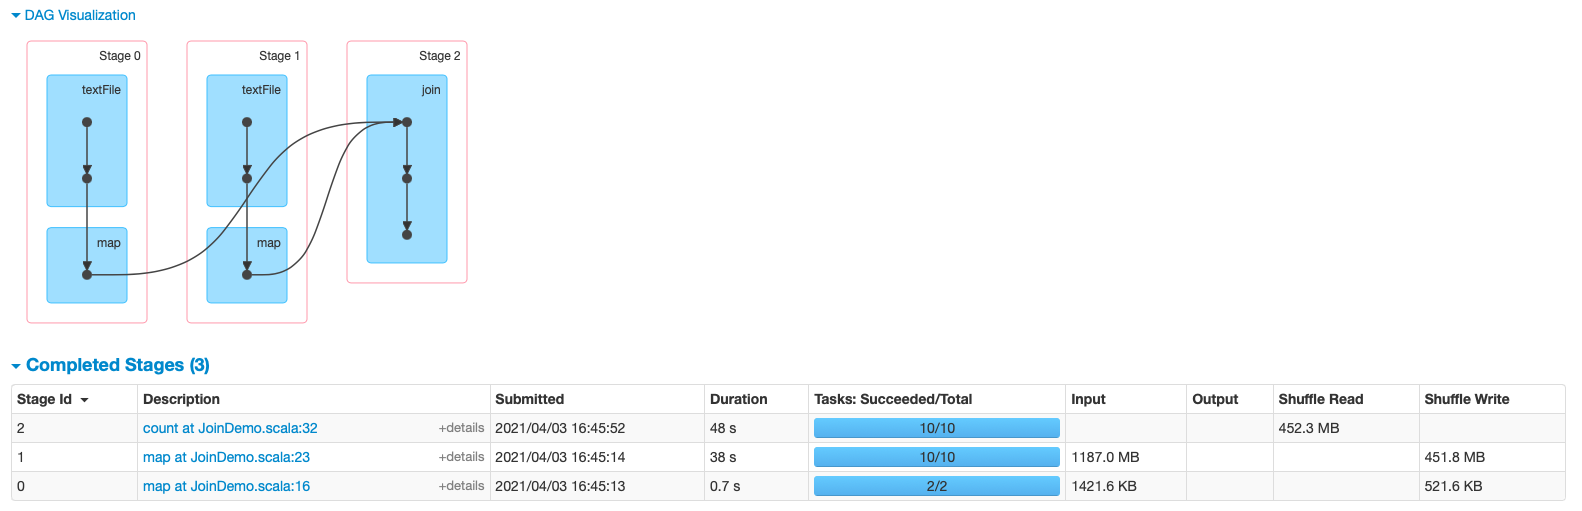 DAG Visualization
Stage 0
Stage 1
Stage 2
textFile
textFile
join
map
map
Completed Stages (3)
Stage Id Description Submitted Duration Tasks: Succeeded/Total Input Output Shuffle Read Shuffle Write
2 count at JoinDemo.scala:32 +details 2021/04/03 16:45:52 48 s 10/10 452.3 MB
1 map at JoinDemo.scala:23 +details 2021/04/03 16:45:14 38 s 10/10 1187.0 MB 451.8 MB
0 map at JoinDemo.scala:16 +details 2021/04/03 16:45:13 0.7 s 2/2 1421.6 KB 521.6 KB